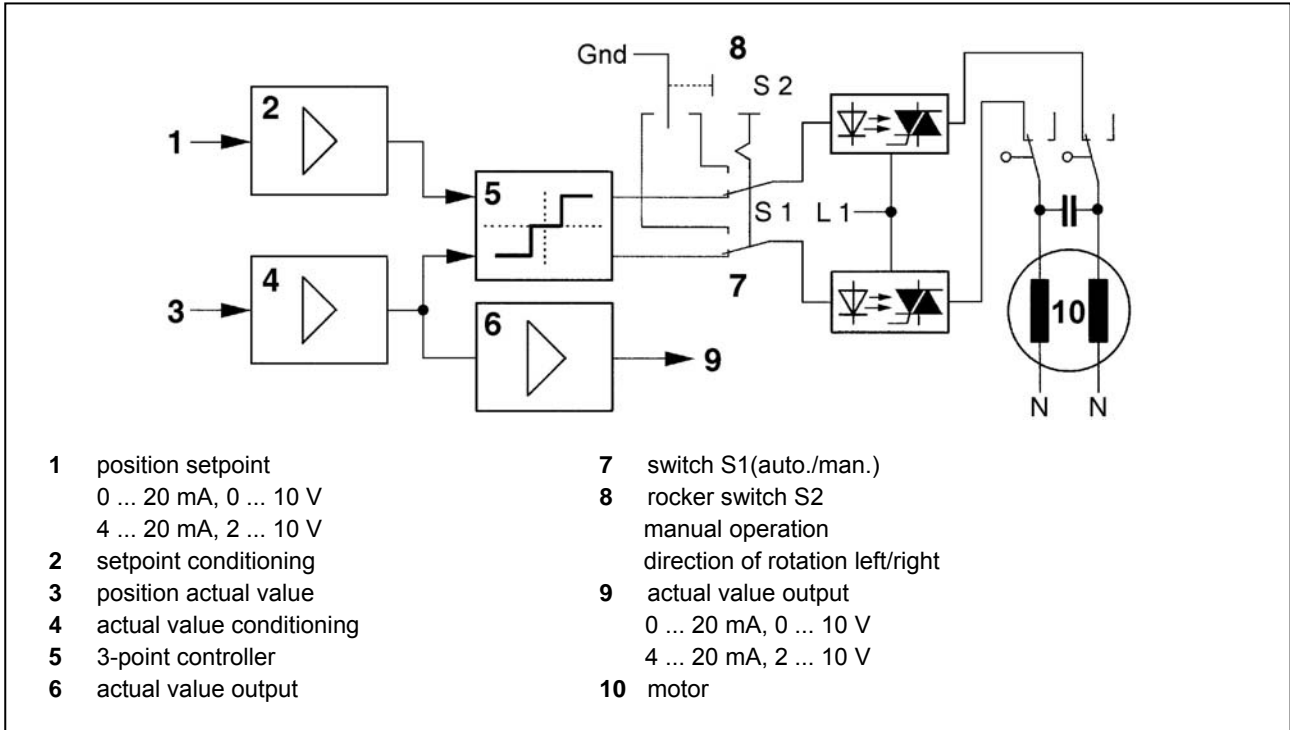 Gnd
8
S 2
2
1
5
S 1
L 1
7
4
3
6
9
10
N N
1 position setpoint
0 ... 20 mA, 0 ... 10 V
4 ... 20 mA, 2 ... 10 V
2 setpoint conditioning
3 position actual value
4 actual value conditioning
5 3-point controller
6 actual value output
7 switch S1(auto./man.)
8 rocker switch S2
manual operation
direction of rotation left/right
9 actual value output
0 ... 20 mA, 0 ... 10 V
4 ... 20 mA, 2 ... 10 V
10 motor